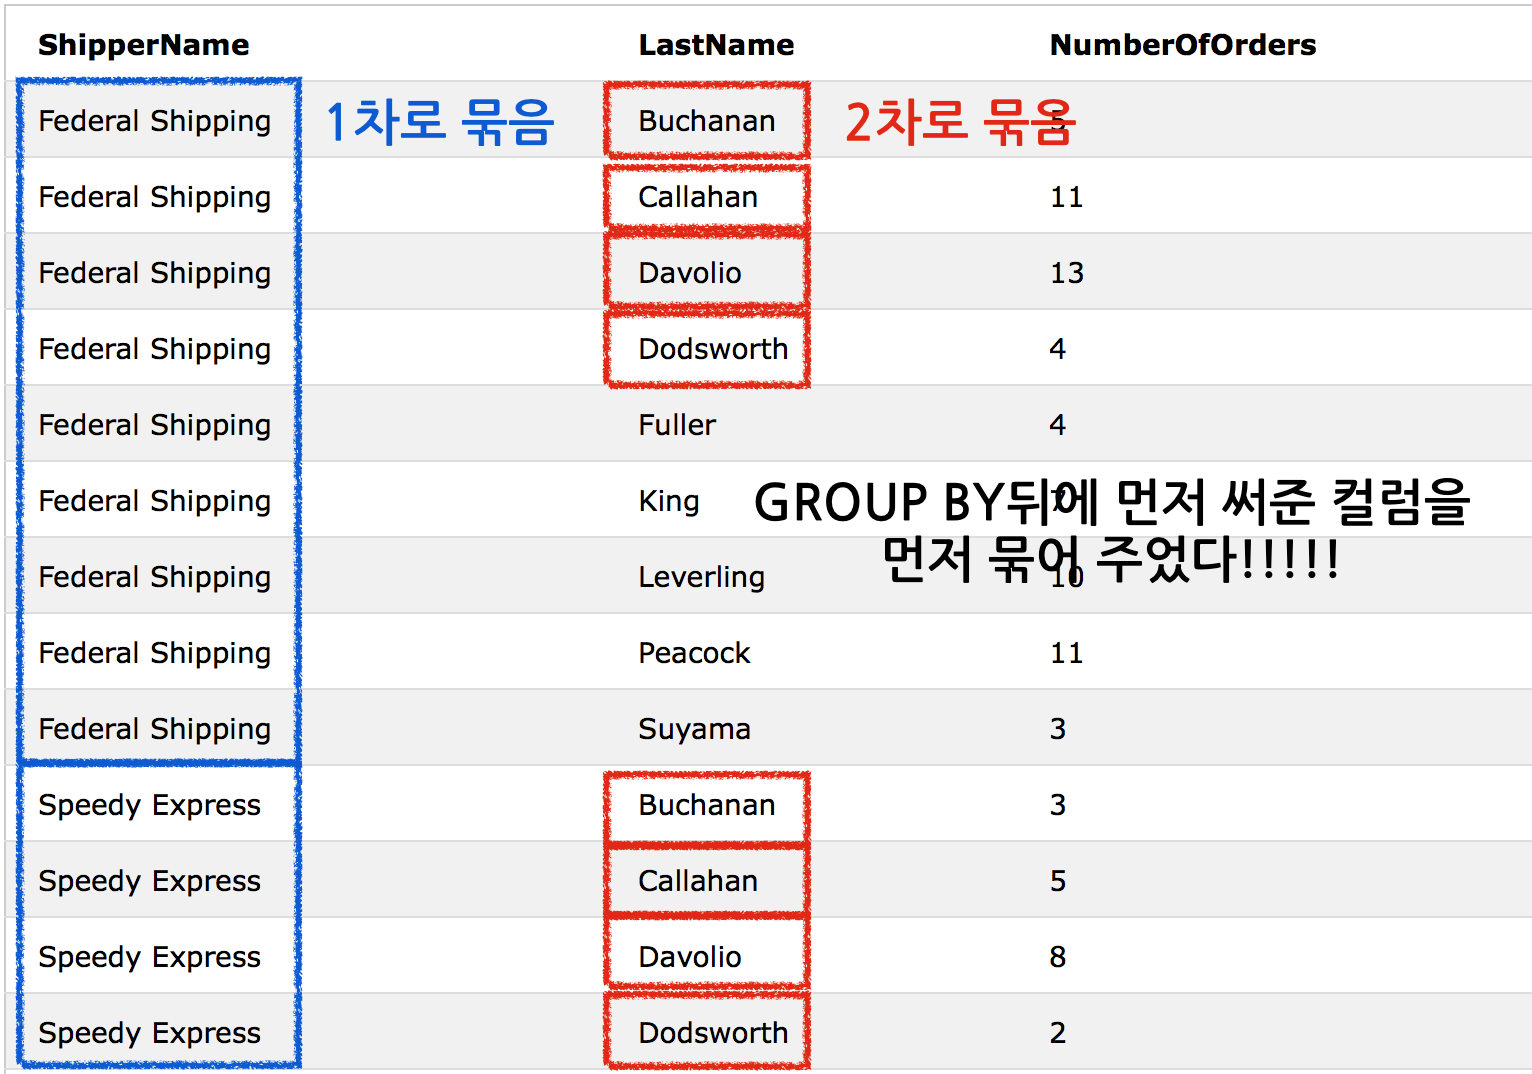 ShipperName LastName NumberOfOrders
Federal Shipping 1차로 묶음 Buchanan 2차로 묶음 5
Federal Shipping Callahan 11
Federal Shipping Davolio 13
Federal Shipping Dodsworth 4
Federal Shipping Fuller 4
Federal Shipping King GROUP BY뒤에 먼저 써준 컬럼을 7
Federal Shipping Leverling 먼저 묶어 주었다!!!!! 10
Federal Shipping Peacock 11
Federal Shipping Suyama 3
Speedy Express Buchanan 3
Speedy Express Callahan 5
Speedy Express Davolio 8
Speedy Express Dodsworth 2